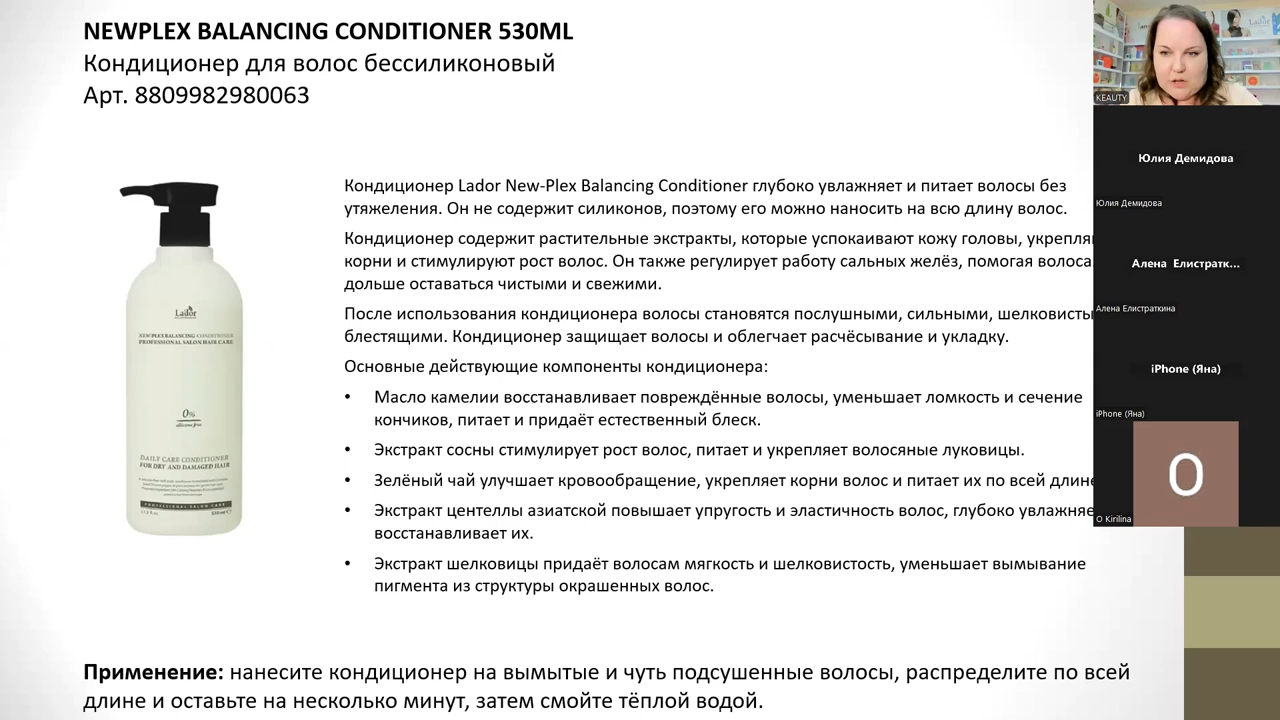 NEWPLEX BALANCING CONDITIONER 530ML
Кондиционер для волос бессиликоновый
Арт. 8809982980063
Кондиционер Lador New-Plex Balancing Conditioner глубоко увлажняет и питает волосы без
утяжеления. Он не содержит силиконов, поэтому его можно наносить на всю длину волос.
Кондиционер содержит растительные экстракты, которые успокаивают кожу головы,
корни и стимулируют рост волос. Он также регулирует работу сальных желёз, помогая
дольше оставаться чистыми и свежими.
После использования кондиционера волосы становятся послушными, сильными,
блестящими. Кондиционер защищает волосы и облегчает расчёсывание и укладку.
Основные действующие компоненты кондиционера:
• Масло камелии восстанавливает повреждённые волосы, уменьшает ломкость и сечение
кончиков, питает и придаёт естественный блеск.
• Экстракт сосны стимулирует рост волос, питает и укрепляет волосяные луковицы.
• Зелёный чай улучшает кровообращение, укрепляет корни волос и питает их по всей длине
• Экстракт центеллы азиатской повышает упругость и эластичность волос, глубоко
восстанавливает их.
• Экстракт шелковицы придаёт волосам мягкость и шелковистость, уменьшает вымывание
пигмента из структуры окрашенных волос.
Применение: нанесите кондиционер на вымытые и чуть подсушенные волосы, распределите по всей
длине и оставьте на несколько минут, затем смойте тёплой водой.
Lador
NEWPLEX BALANCING CONDITIONER
PROFESSIONAL SALON HAIR CARE
0%
silicone free
DAILY CARE CONDITIONER
FOR DRY AND DAMAGED HAIR
PROFESSIONAL SALON CARE
530ml
KEAUTY
Юлия Демидова
Юлия Демидова
Алена Елистратк...
Алена Елистраткина
iPhone (Яна)
iPhone (Яна)
O
O Kirilina